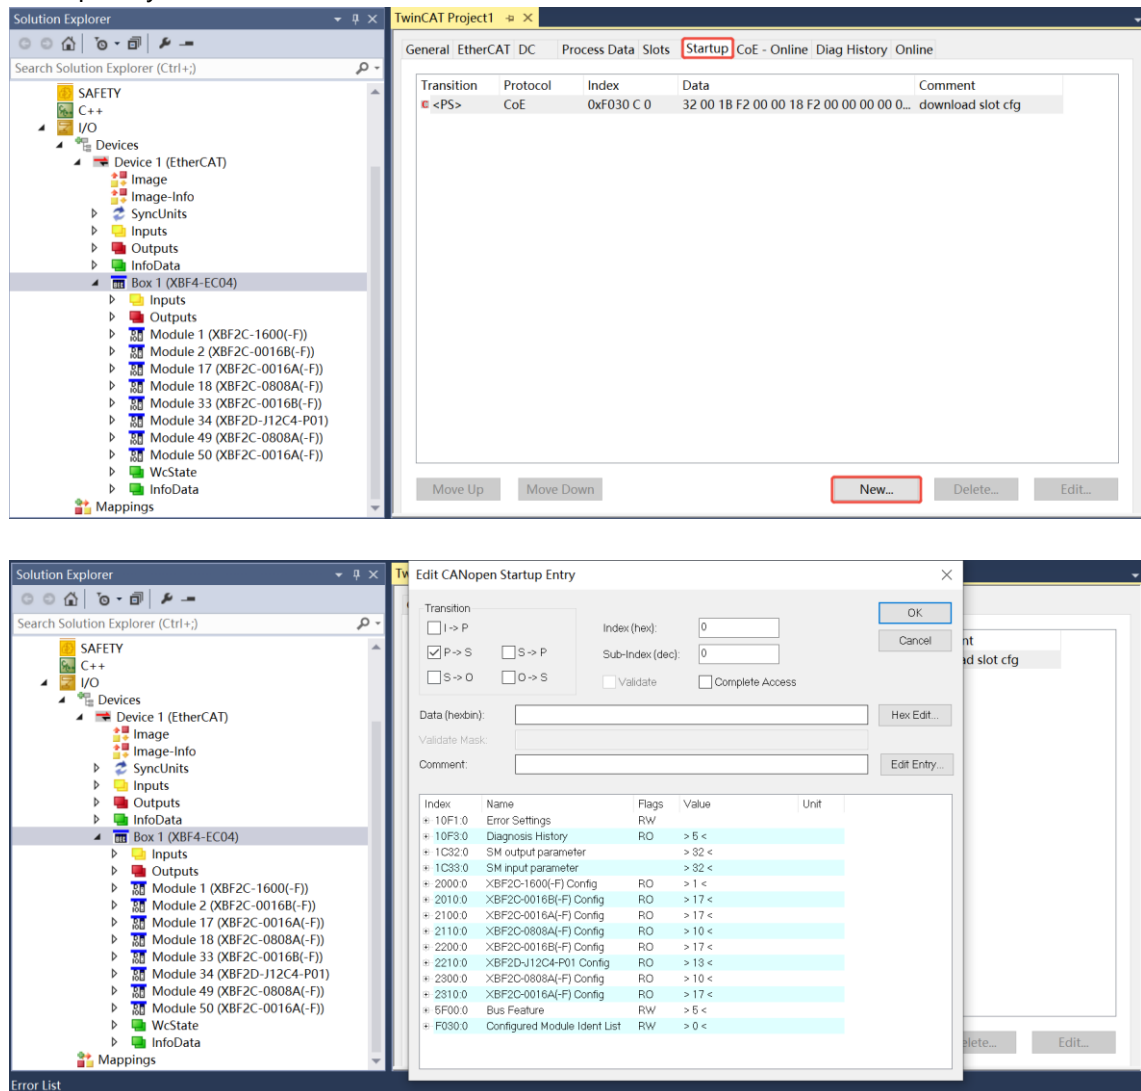 Solution Explorer
Search Solution Explorer (Ctrl+;)
SAFETY
C++
I/O
Devices
Device 1 (EtherCAT)
Image
Image-Info
SyncUnits
Inputs
Outputs
InfoData
Box 1 (XBF4-EC04)
Inputs
Outputs
Module 1 (XBF2C-1600(-F))
Module 2 (XBF2C-0016B(-F))
Module 17 (XBF2C-0016A(-F))
Module 18 (XBF2C-0808A(-F))
Module 33 (XBF2C-0016B(-F))
Module 34 (XBF2D-J12C4-P01)
Module 49 (XBF2C-0808A(-F))
Module 50 (XBF2C-0016A(-F))
WcState
InfoData
Mappings
TwinCAT Project1
General EtherCAT DC Process Data Slots Startup CoE - Online Diag History Online
Transition Protocol Index Data Comment
<PS> CoE 0xF030 C 0 32 00 1B F2 00 00 18 F2 00 00 00 00 0... download slot cfg
Move Up Move Down New... Delete... Edit...
Solution Explorer
Search Solution Explorer (Ctrl+;)
SAFETY
C++
I/O
Devices
Device 1 (EtherCAT)
Image
Image-Info
SyncUnits
Inputs
Outputs
InfoData
Box 1 (XBF4-EC04)
Inputs
Outputs
Module 1 (XBF2C-1600(-F))
Module 2 (XBF2C-0016B(-F))
Module 17 (XBF2C-0016A(-F))
Module 18 (XBF2C-0808A(-F))
Module 33 (XBF2C-0016B(-F))
Module 34 (XBF2D-J12C4-P01)
Module 49 (XBF2C-0808A(-F))
Module 50 (XBF2C-0016A(-F))
WcState
InfoData
Mappings
Error List
Tw
Edit CANopen Startup Entry
Transition
I -> P
P -> S S -> P
S -> O O -> S
Index (hex): 0
Sub-Index (dec): 0
Validate Complete Access
OK
Cancel
Data (hexbin): Hex Edit...
Validate Mask:
Comment: Edit Entry...
Index Name Flags Value Unit
10F1:0 Error Settings RW
10F3:0 Diagnosis History RO > 5 <
1C32:0 SM output parameter > 32 <
1C33:0 SM input parameter > 32 <
2000:0 XBF2C-1600(-F) Config RO > 1 <
2010:0 XBF2C-0016B(-F) Config RO > 17 <
2100:0 XBF2C-0016A(-F) Config RO > 17 <
2110:0 XBF2C-0808A(-F) Config RO > 10 <
2200:0 XBF2C-0016B(-F) Config RO > 17 <
2210:0 XBF2D-J12C4-P01 Config RO > 13 <
2300:0 XBF2C-0808A(-F) Config RO > 10 <
2310:0 XBF2C-0016A(-F) Config RO > 17 <
5F00:0 Bus Feature RW > 5 <
F030:0 Configured Module Ident List RW > 0 <
nt
ad slot cfg
elete... Edit...